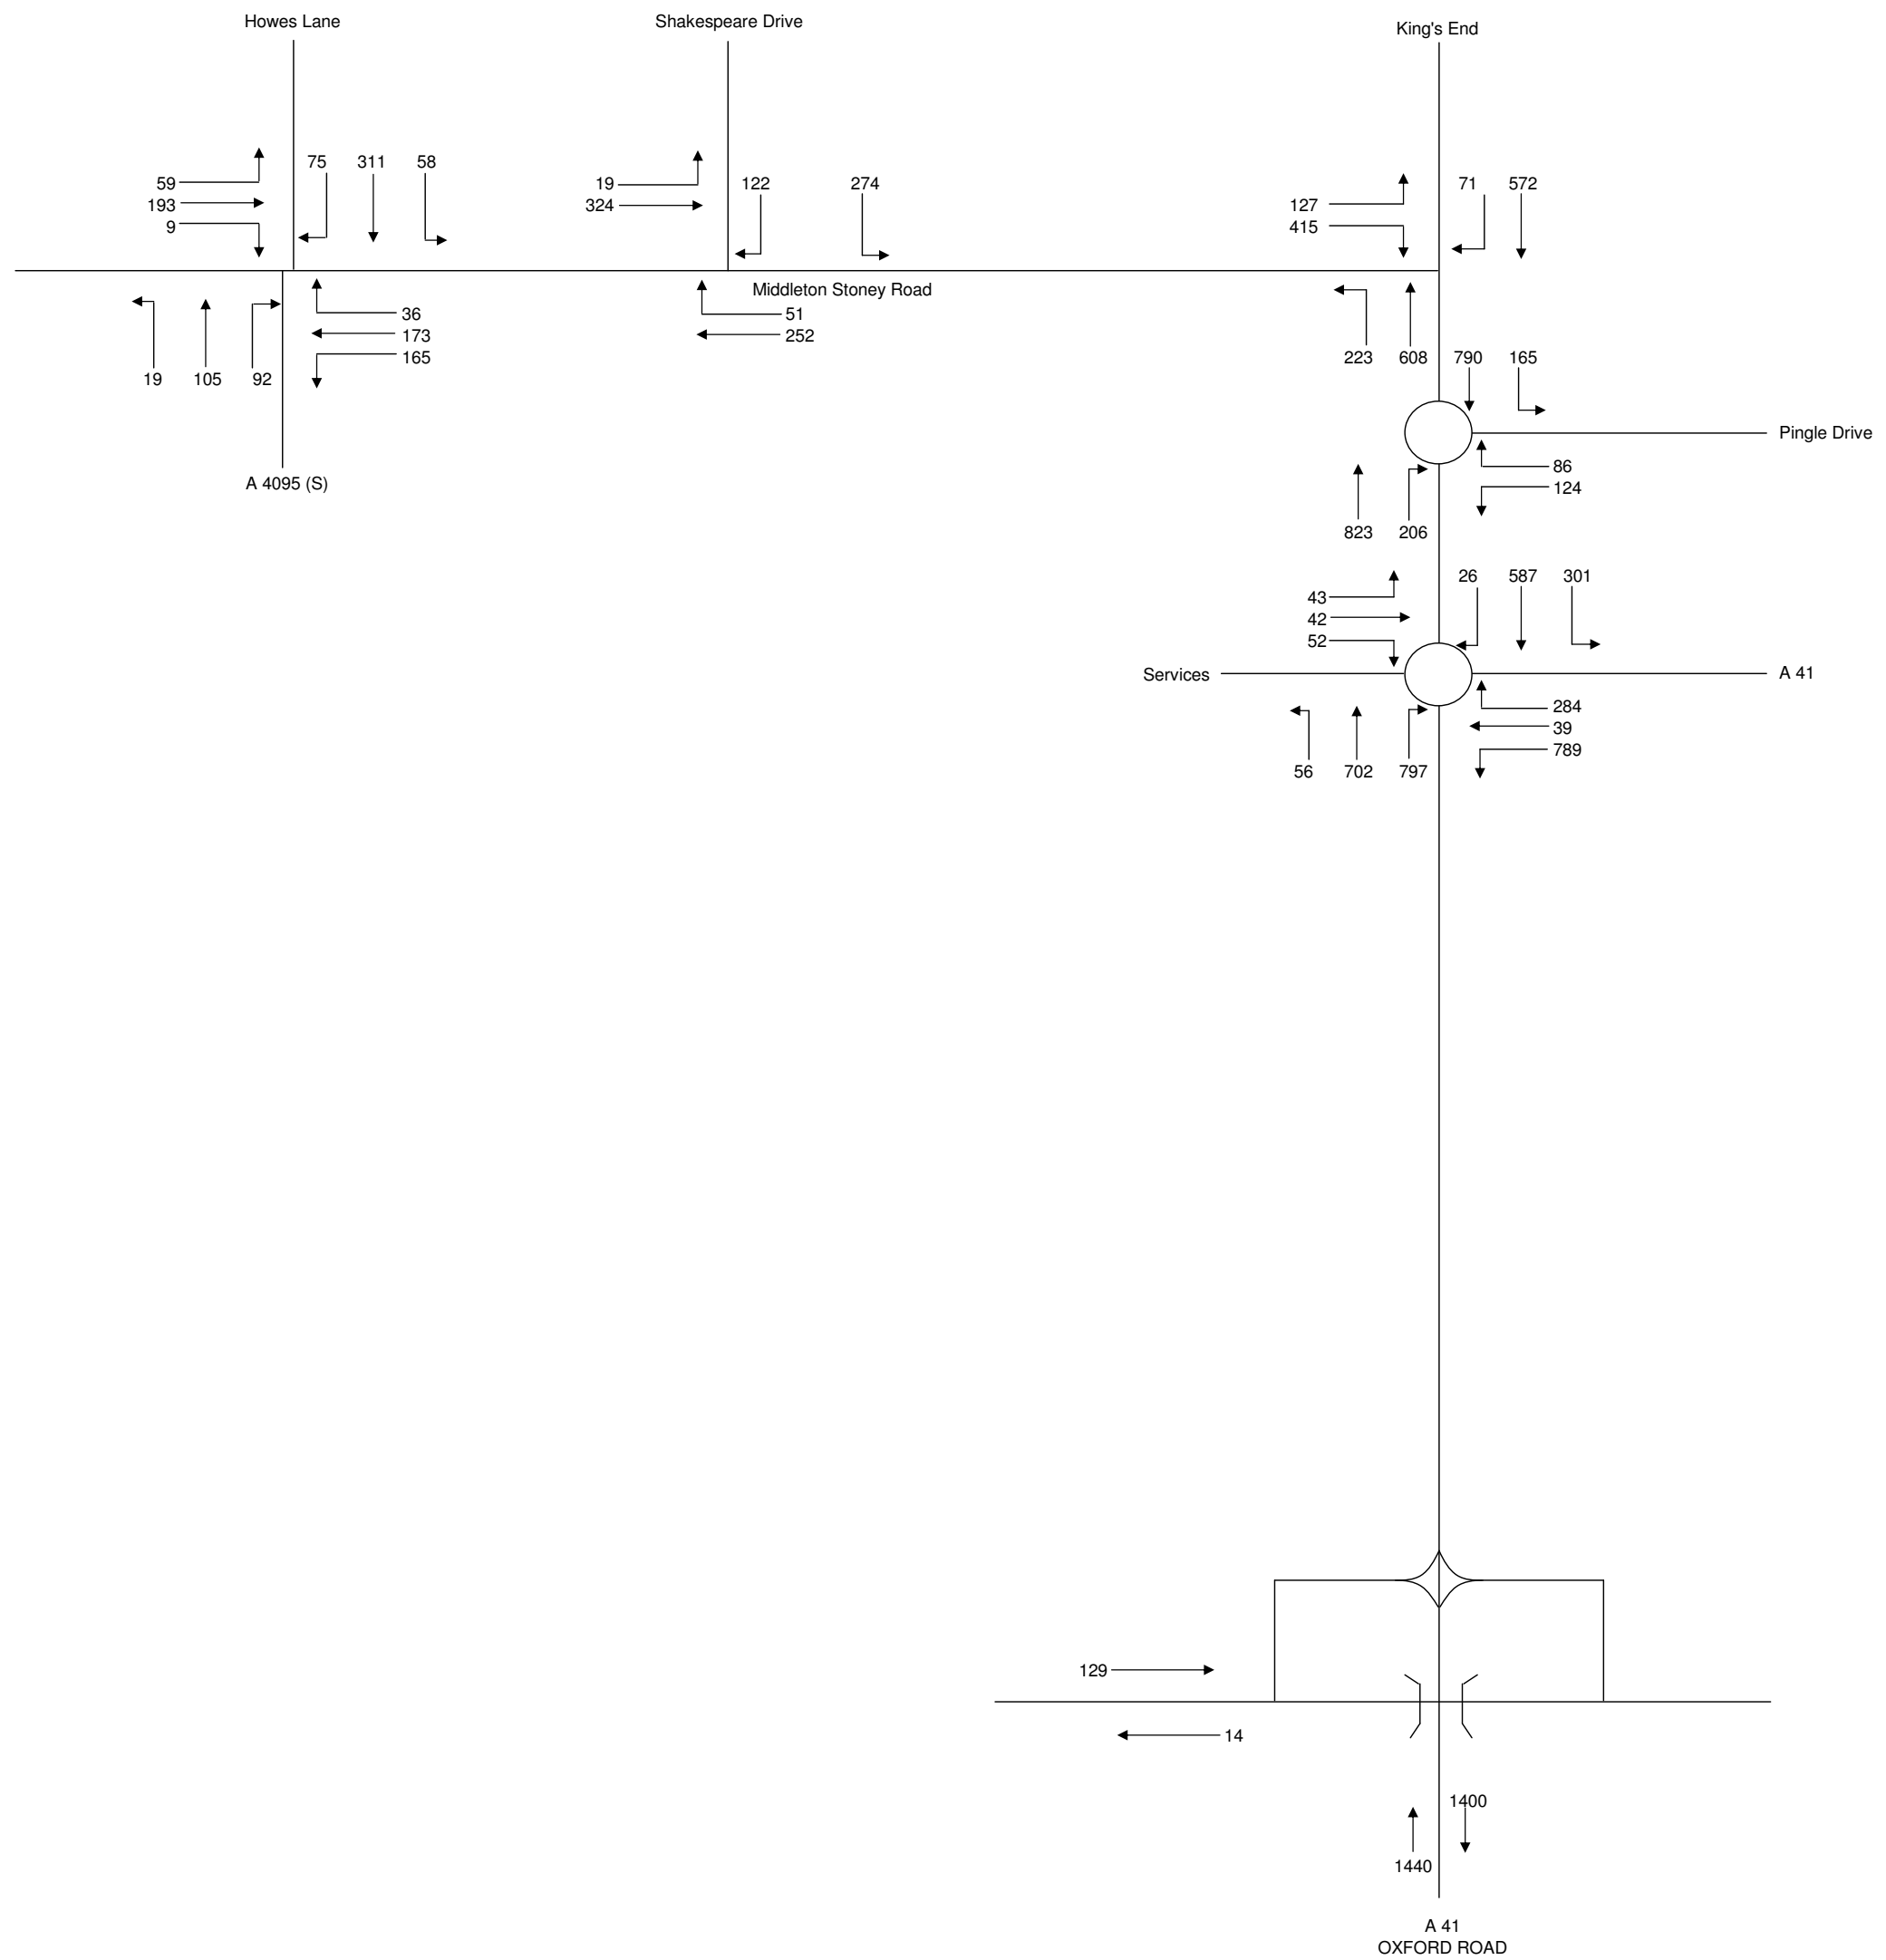 Howes Lane
Shakespeare Drive
King's End
75 311 58
59
193
9
19
324
122 274
127
415
71 572
Middleton Stoney Road
36
173
165
51
252
19 105 92
223 608
790 165
A 4095 (S)
Pingle Drive
86
124
823 206
43
42
52
26 587 301
Services
A 41
284
39
789
56 702 797
129
14
1400
1440
A 41
OXFORD ROAD